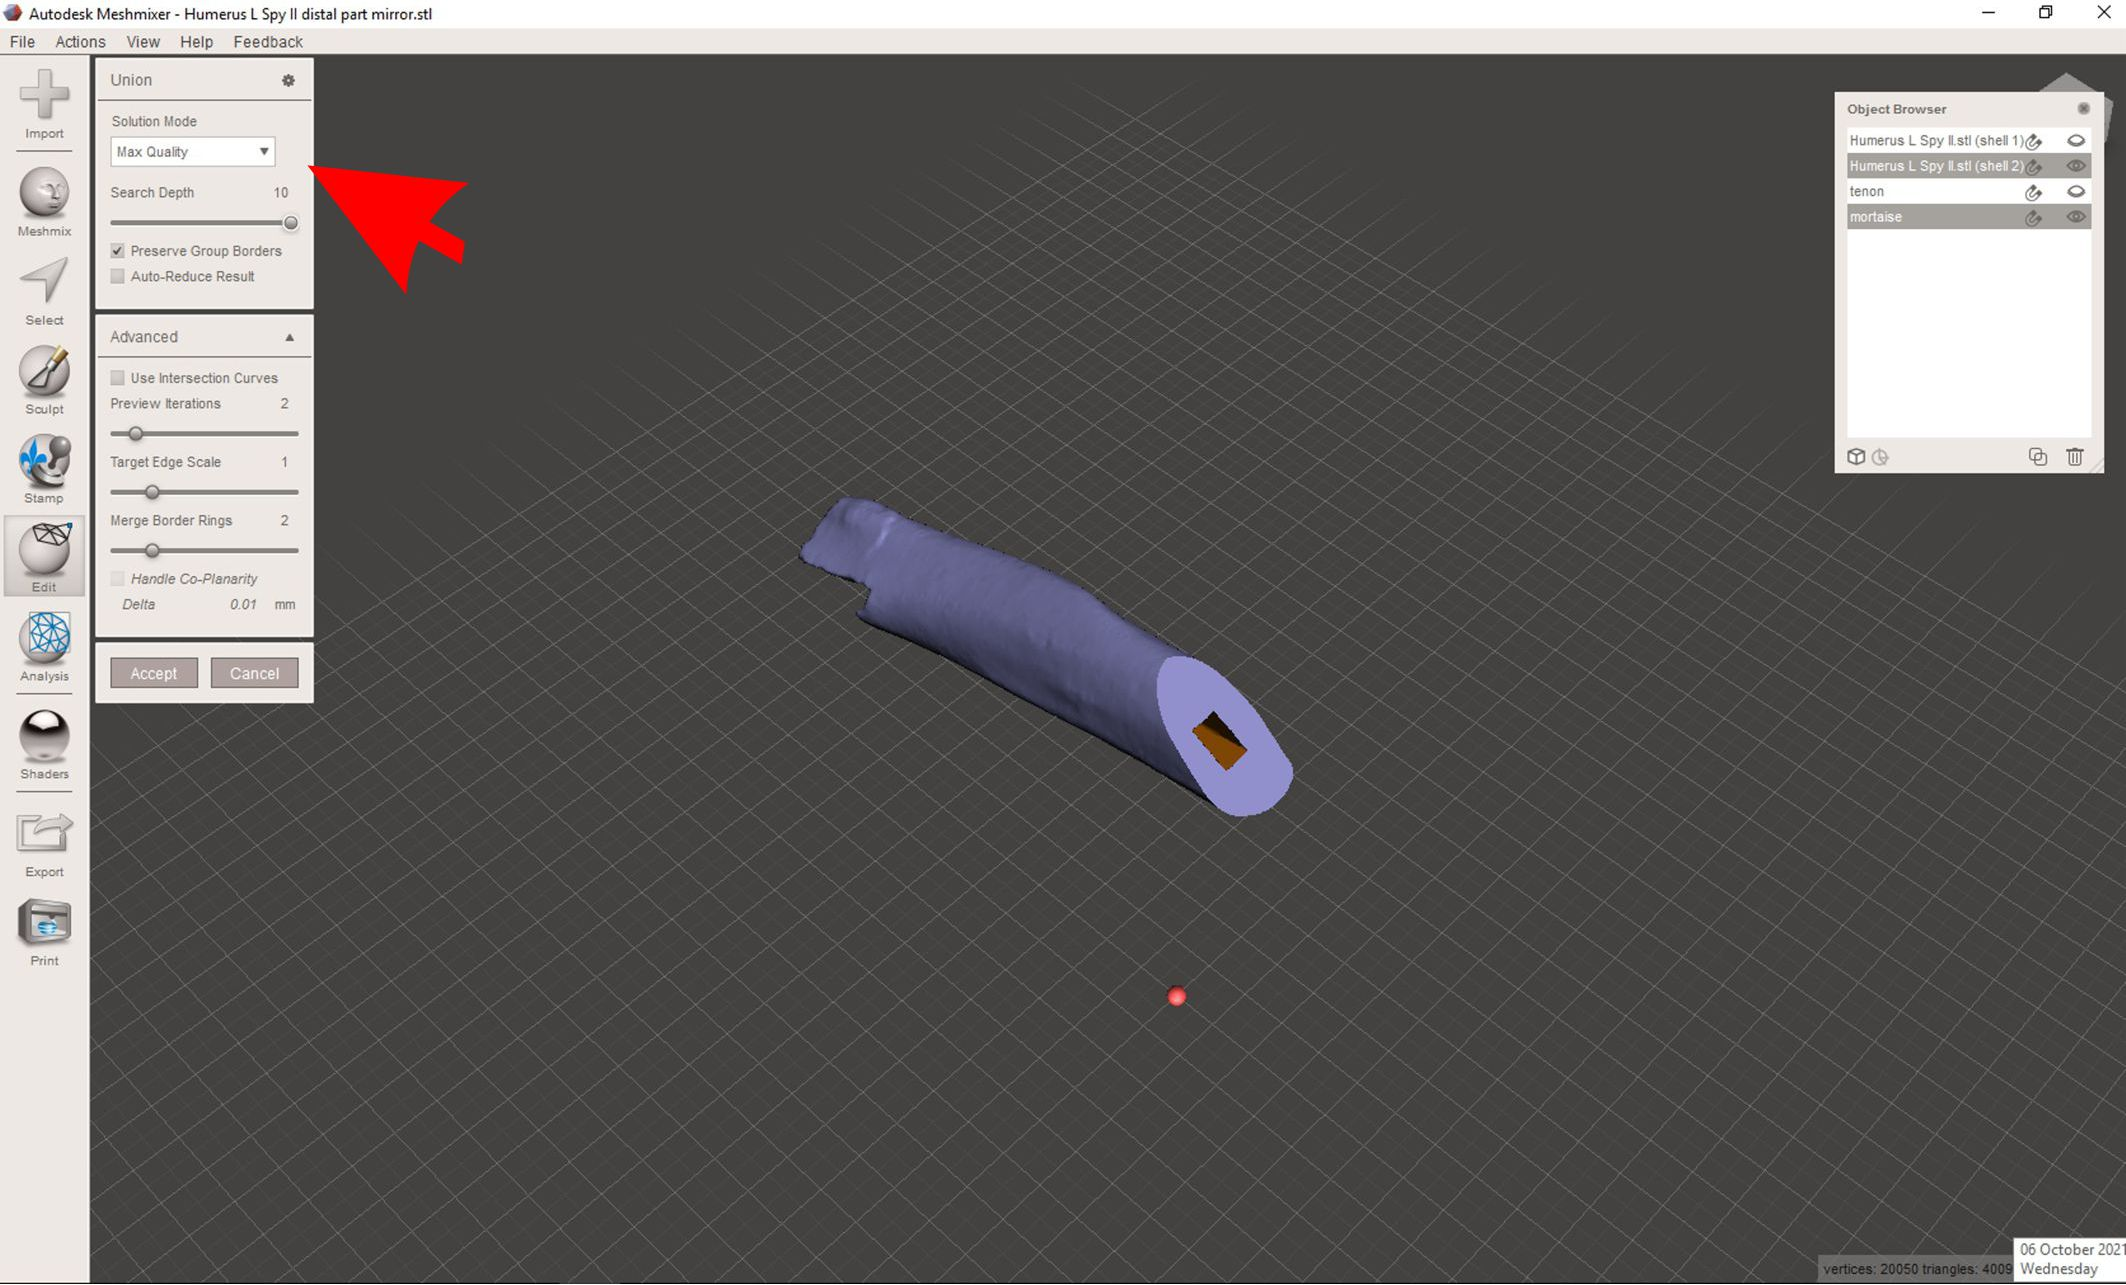 Autodesk Meshmixer - Humerus L Spy II distal part mirror.stl
File Actions View Help Feedback
Import
Meshmix
Select
Sculpt
Stamp
Edit
Analysis
Shaders
Export
Print
Union
Solution Mode
Max Quality
Search Depth 10
Preserve Group Borders
Auto-Reduce Result
Advanced
Use Intersection Curves
Preview Iterations 2
Target Edge Scale 1
Merge Border Rings 2
Handle Co-Planarity
Delta 0.01 mm
Accept Cancel
Object Browser
Humerus L Spy II.stl (shell 1)
Humerus L Spy II.stl (shell 2)
tenon
mortaise
vertices: 20050 triangles: 4009
06 October 2021
Wednesday